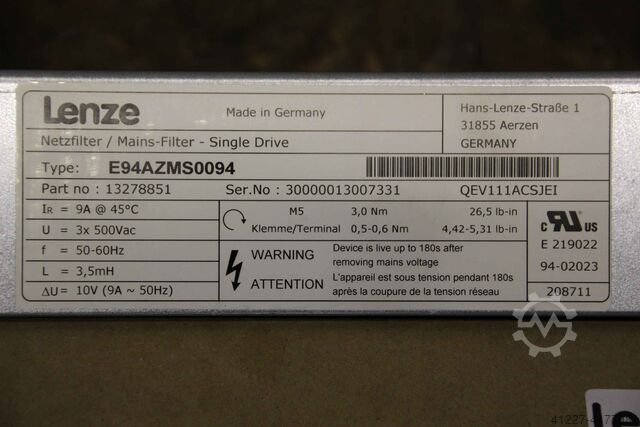 Lenze
Made in Germany
Hans-Lenze-Straße 1
31855 Aerzen
GERMANY
Netzfilter / Mains-Filter - Single Drive
Type: E94AZMS0094
Part no : 13278851 Ser.No : 30000013007331 QEV111ACSJEI
IR = 9A @ 45°C
U = 3x 500Vac
f = 50-60Hz
L = 3,5mH
ΔU = 10V (9A ~ 50Hz)
M5 3,0 Nm 26,5 lb-in
Klemme/Terminal 0,5-0,6 Nm 4,42-5,31 lb-in
WARNING
Device is live up to 180s after
removing mains voltage
ATTENTION
L'appareil est sous tension pendant 180s
après la coupure de la tension réseau
c RU us
E 219022
94-02023
208711
Le